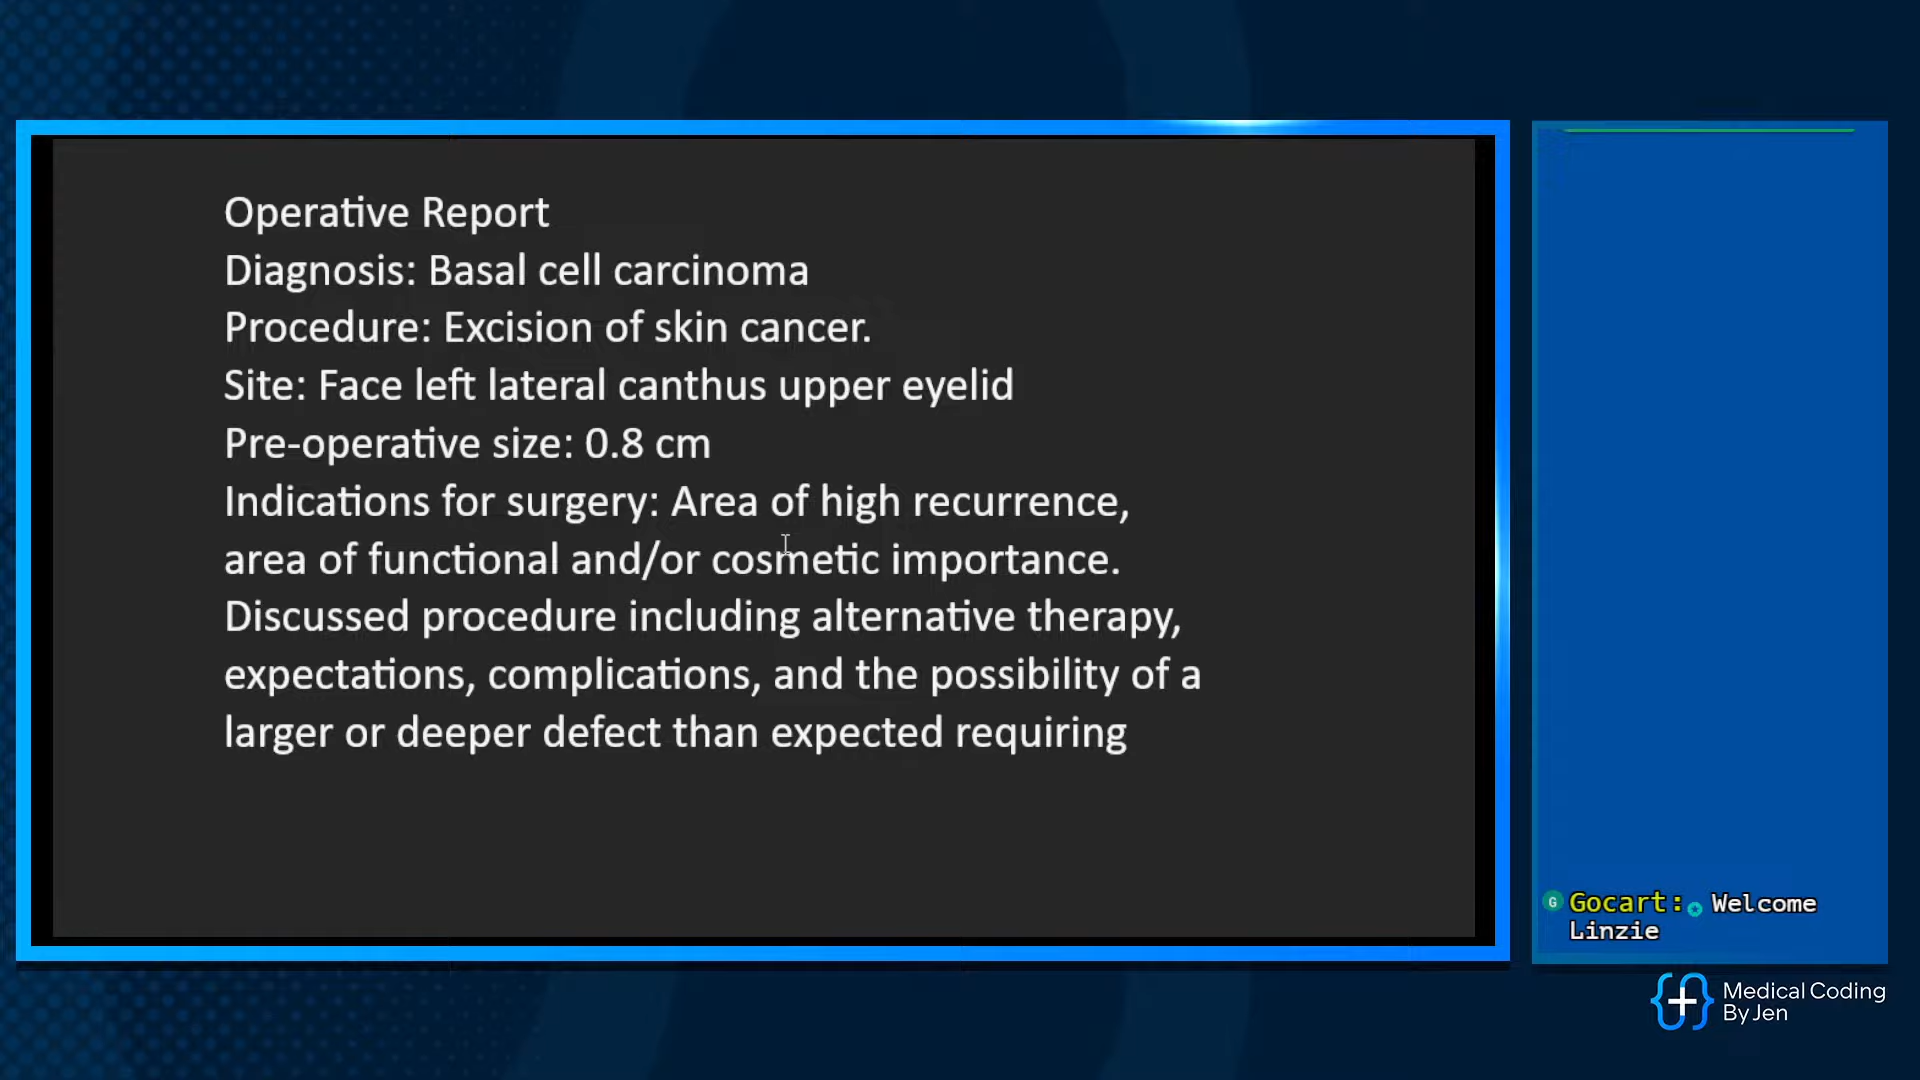 Operative Report
Diagnosis: Basal cell carcinoma
Procedure: Excision of skin cancer.
Site: Face left lateral canthus upper eyelid
Pre-operative size: 0.8 cm
Indications for surgery: Area of high recurrence,
area of functional and/or cosmetic importance.
Discussed procedure including alternative therapy,
expectations, complications, and the possibility of a
larger or deeper defect than expected requiring
G Gocart: Welcome
Linzie
Medical Coding
By Jen